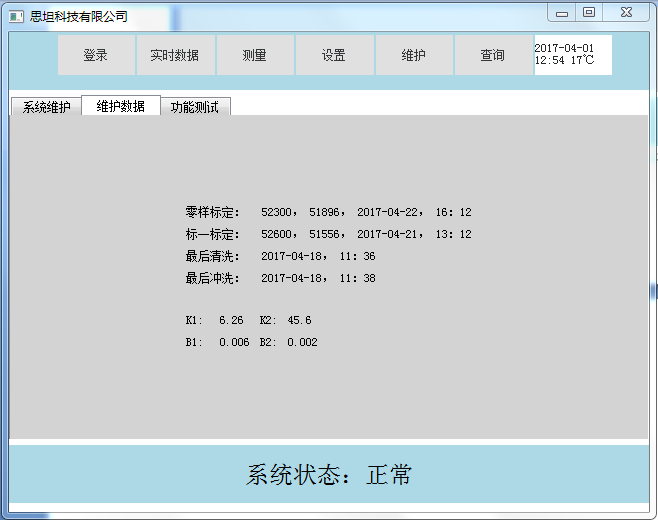 思坦科技有限公司
登录 实时数据 测量 设置 维护 查询 2017-04-01
12:54 17℃
系统维护 维护数据 功能测试
零样标定： 52300， 51896， 2017-04-22， 16：12
标一标定： 52600， 51556， 2017-04-21， 13：12
最后清洗： 2017-04-18， 11：36
最后冲洗： 2017-04-18， 11：38
K1： 6.26 K2： 45.6
B1： 0.006 B2： 0.002
系统状态：正常